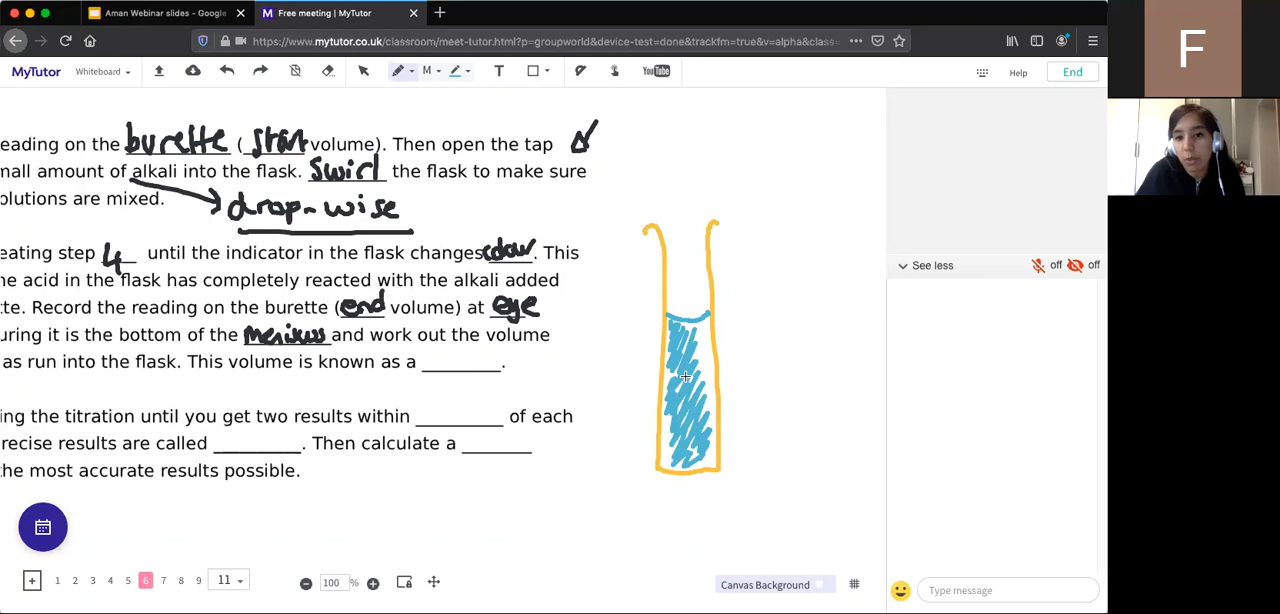 Aman Webinar slides - Google
Free meeting | MyTutor
https://www.mytutor.co.uk/classroom/meet-tutor.html?p=groupworld&device-test=done&trackfm=true&v=alpha&class=
MyTutor Whiteboard M T YouTube Help End
F
eading on the burette (start volume). Then open the tap
mall amount of alkali into the flask. Swirl the flask to make sure
olutions are mixed.
drop-wise
eating step 4 until the indicator in the flask changes colour. This
ne acid in the flask has completely reacted with the alkali added
tte. Record the reading on the burette (end volume) at eye
uring it is the bottom of the meniscus and work out the volume
as run into the flask. This volume is known as a ________.
ing the titration until you get two results within _________ of each
recise results are called _________. Then calculate a _______
the most accurate results possible.
See less off off
1 2 3 4 5 6 7 8 9 11 100 %
Canvas Background
Type message